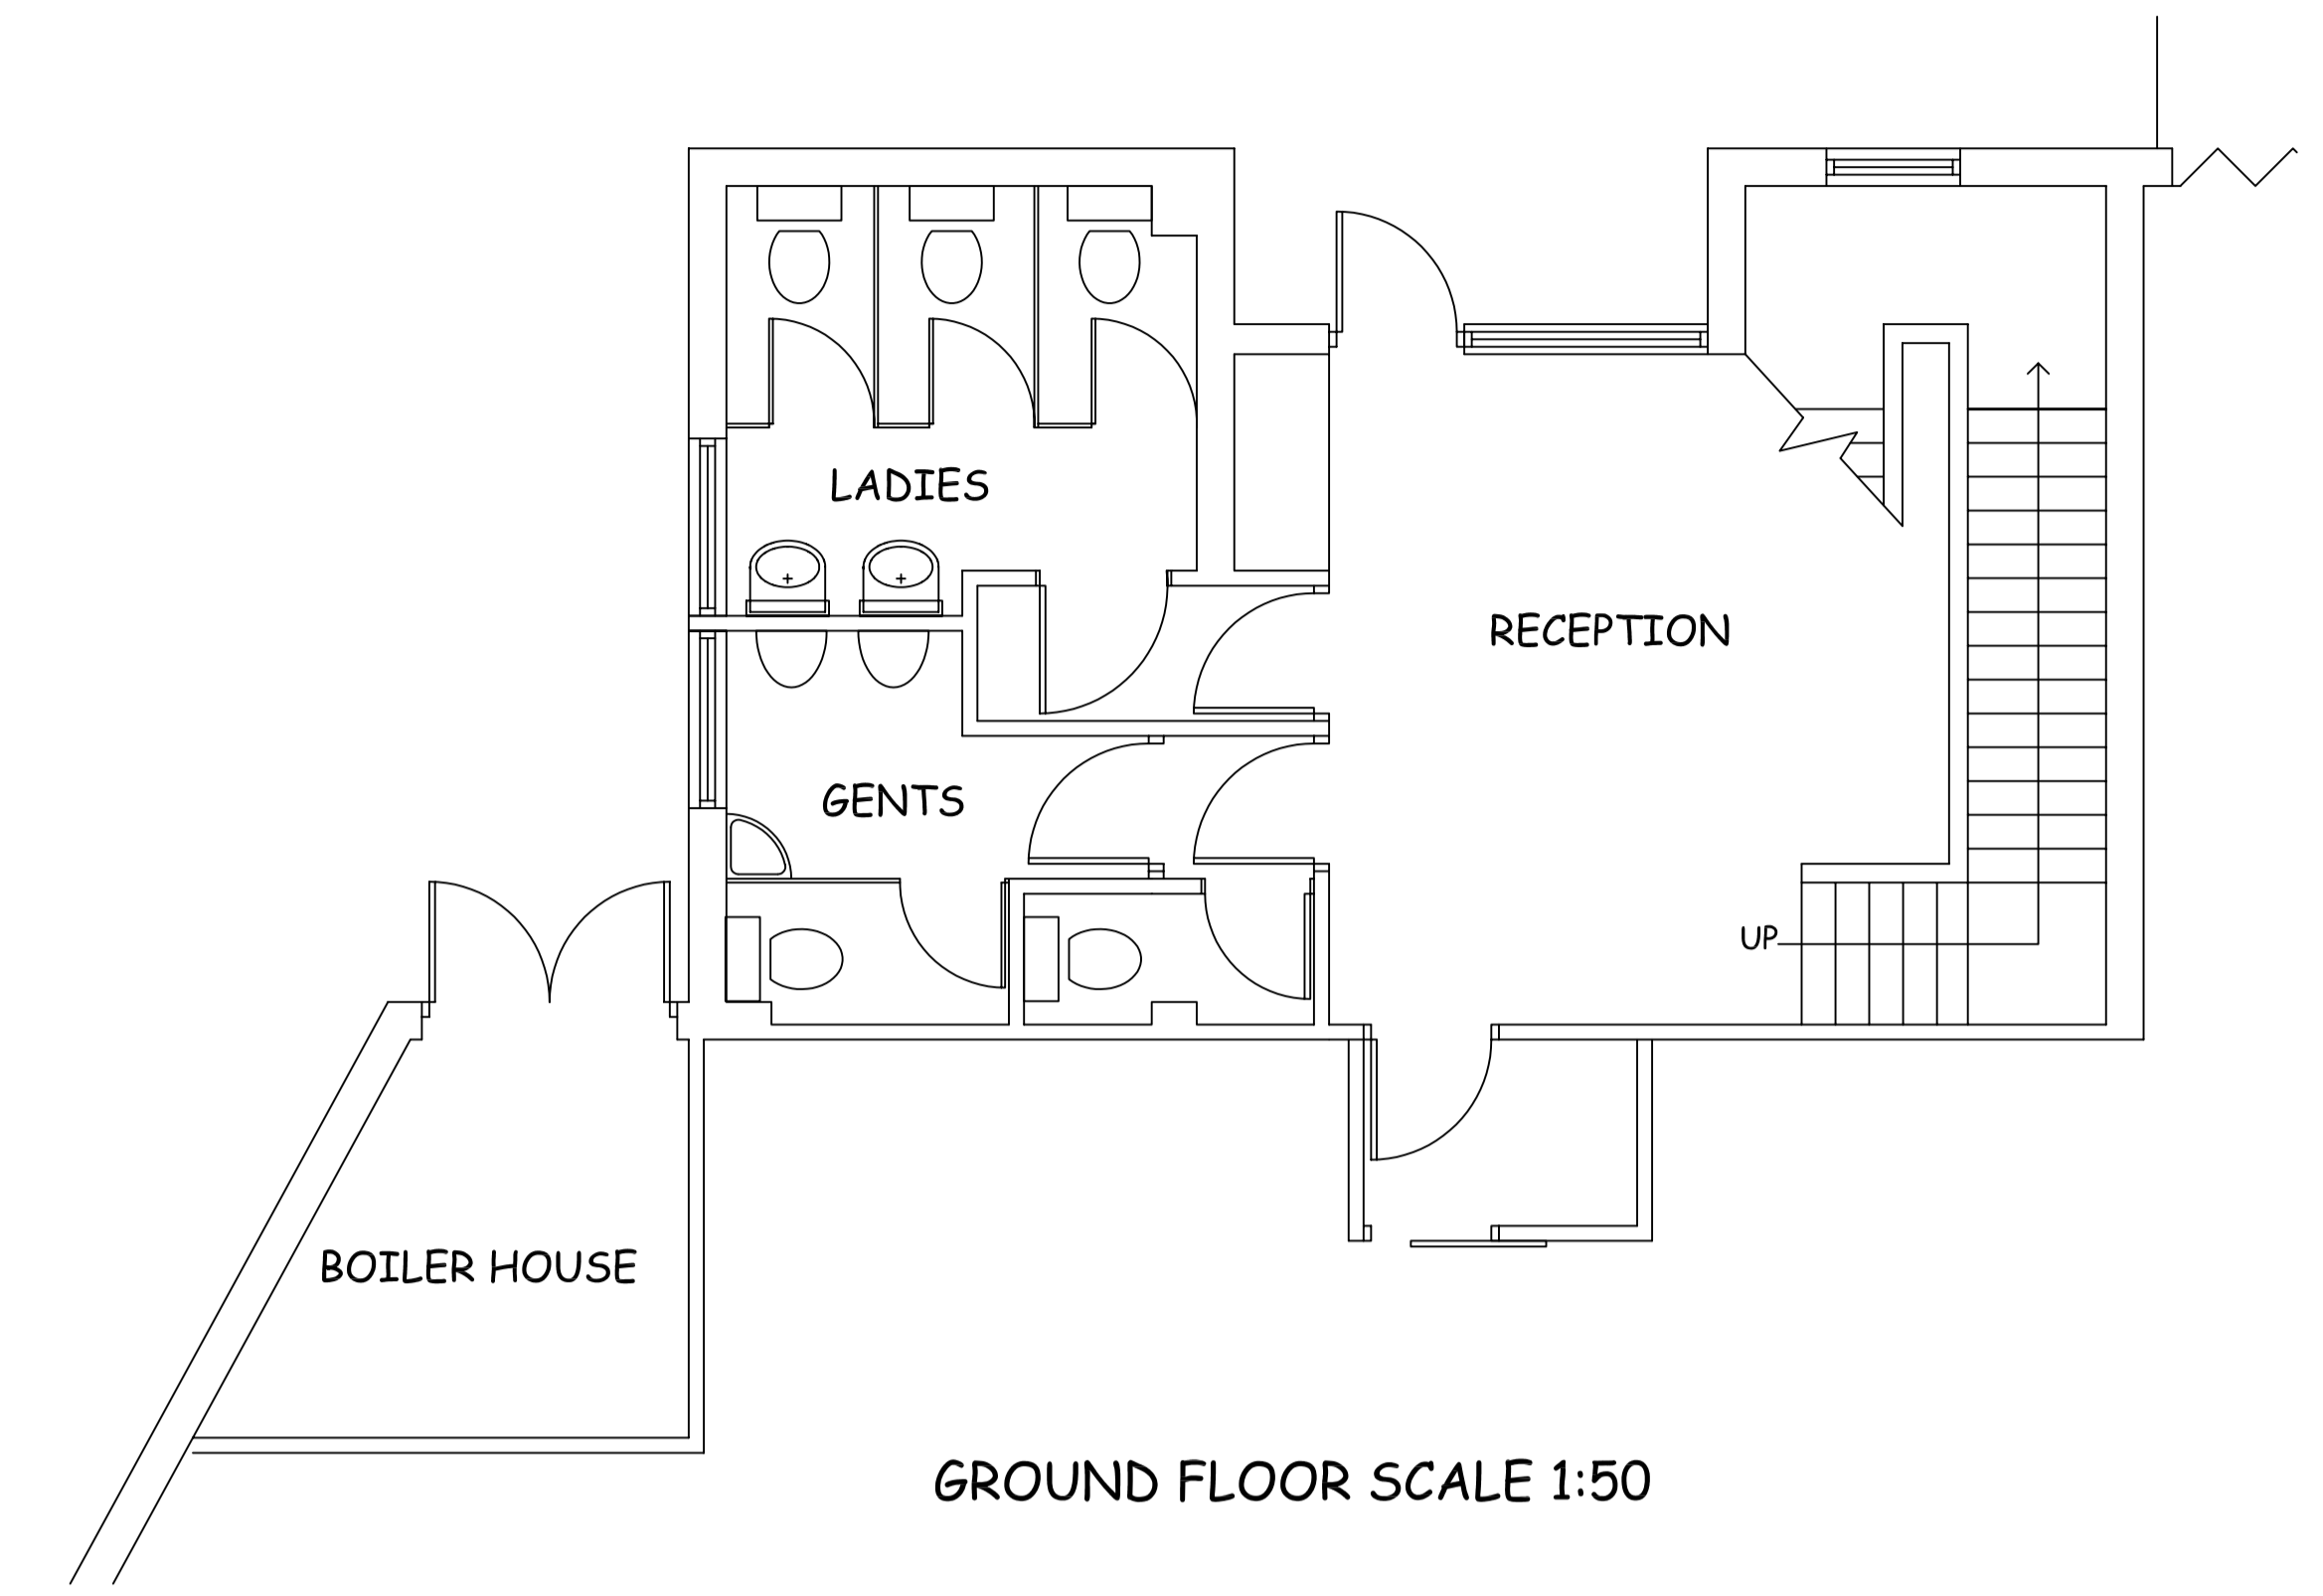 LADIES
RECEPTION
GENTS
UP
BOILER HOUSE
GROUND FLOOR SCALE 1:50